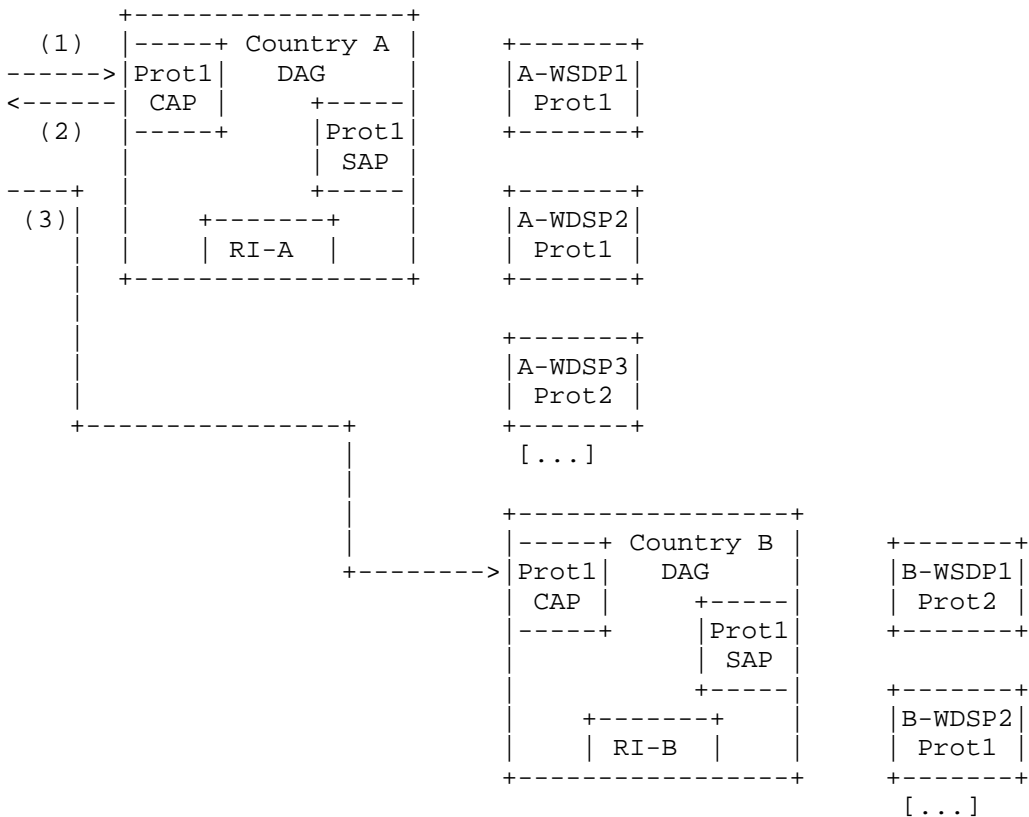 (1) Country A
Prot1 DAG A-WSDP1
CAP Prot1
(2) Prot1
SAP
(3) A-WDSP2
RI-A Prot1
A-WDSP3
Prot2
[...]
Country B
Prot1 DAG B-WSDP1
CAP Prot2
Prot1
SAP
B-WDSP2
RI-B Prot1
[...]